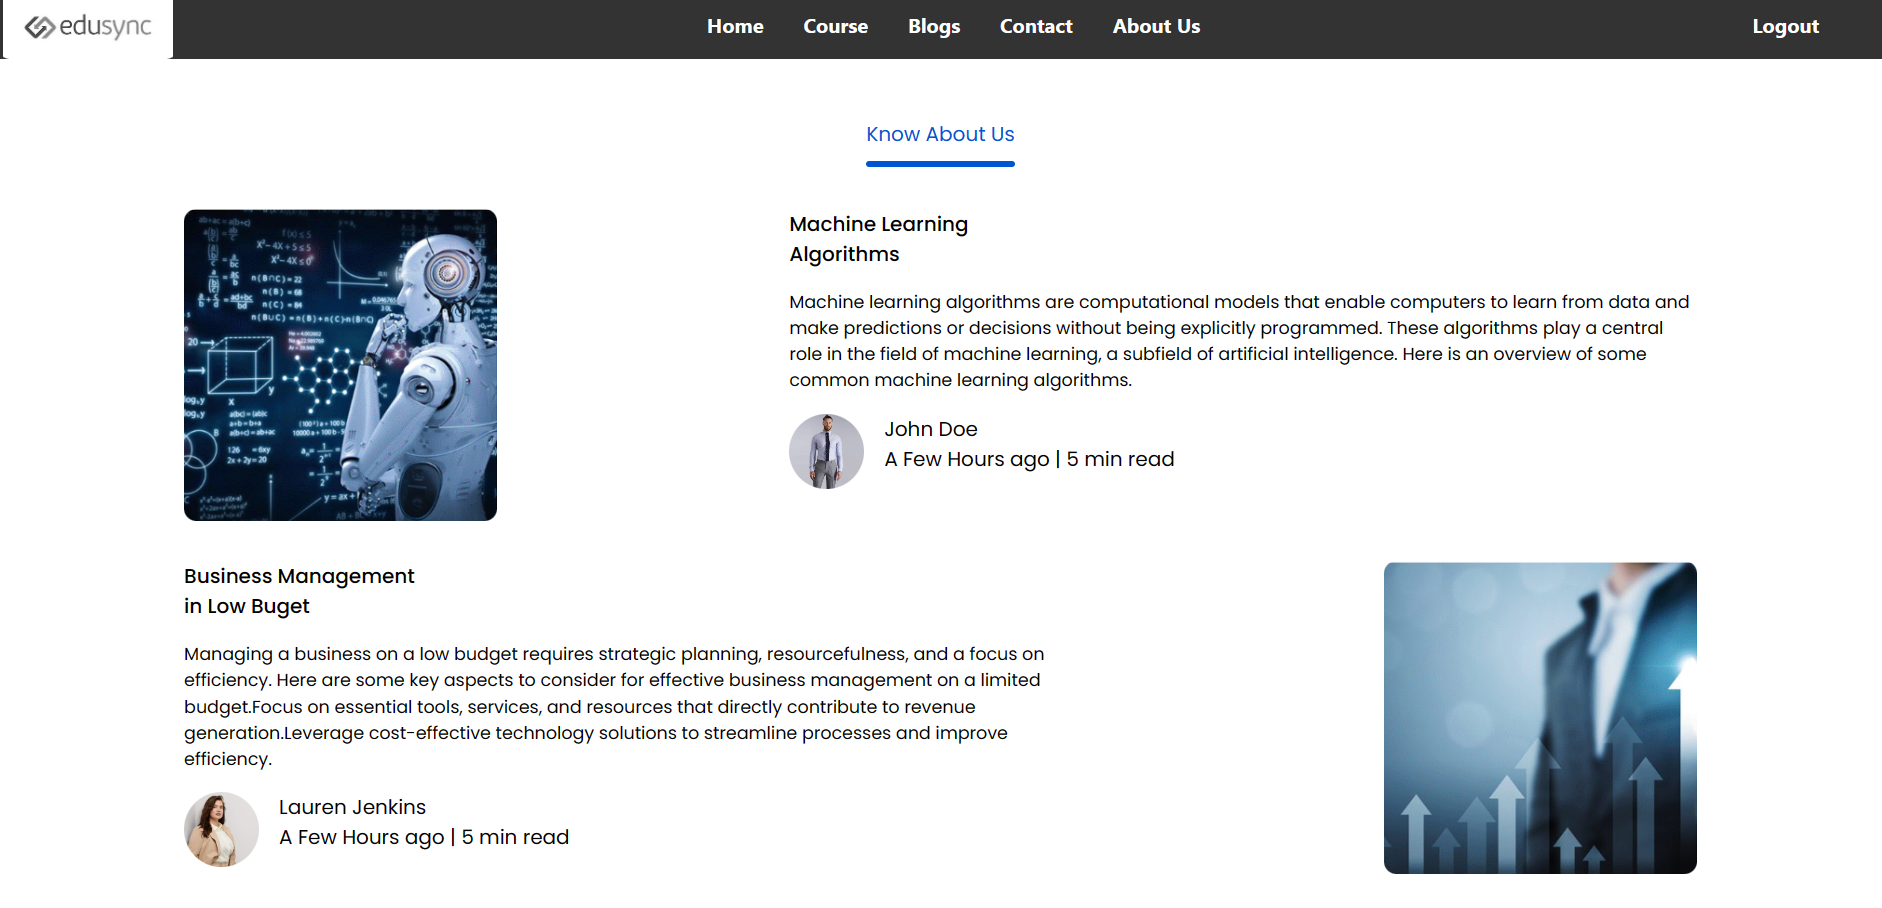 edusync
Home Course Blogs Contact About Us Logout
Know About Us
Machine Learning
Algorithms
Machine learning algorithms are computational models that enable computers to learn from data and
make predictions or decisions without being explicitly programmed. These algorithms play a central
role in the field of machine learning, a subfield of artificial intelligence. Here is an overview of some
common machine learning algorithms.
John Doe
A Few Hours ago | 5 min read
Business Management
in Low Buget
Managing a business on a low budget requires strategic planning, resourcefulness, and a focus on
efficiency. Here are some key aspects to consider for effective business management on a limited
budget.Focus on essential tools, services, and resources that directly contribute to revenue
generation.Leverage cost-effective technology solutions to streamline processes and improve
efficiency.
Lauren Jenkins
A Few Hours ago | 5 min read